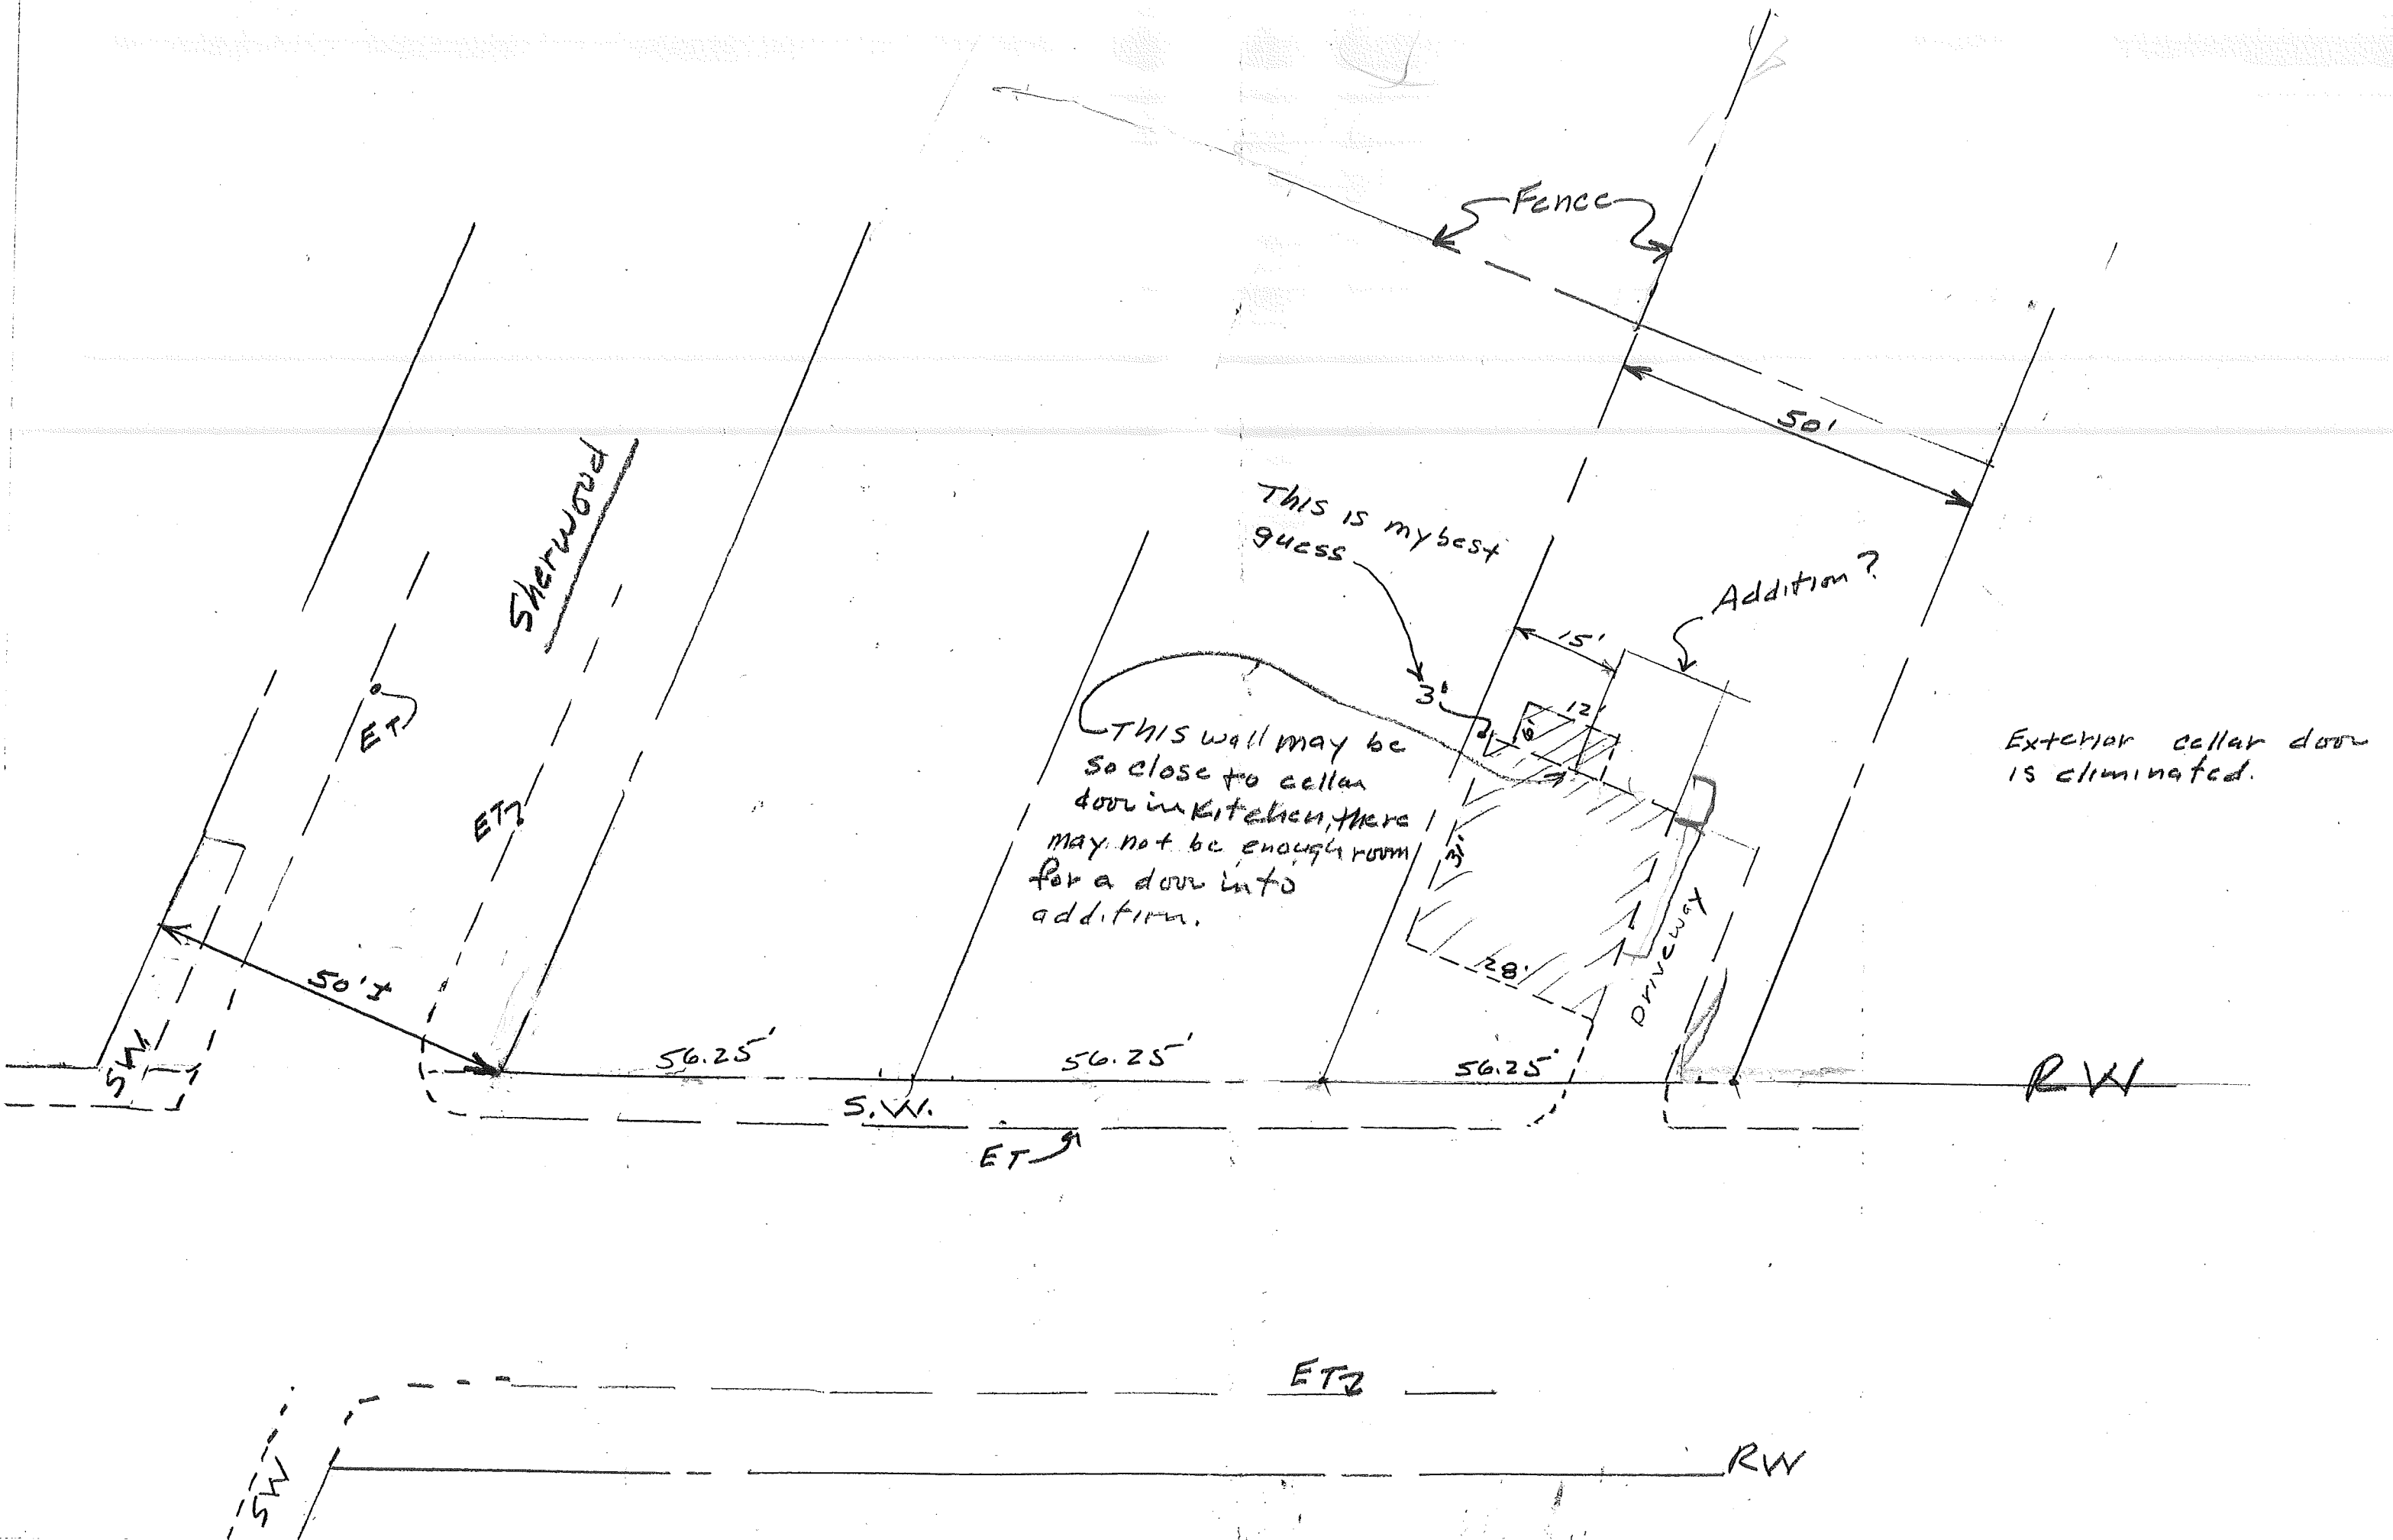 Fence
50'
This is my best
guess
Addition?
15'
3'
12'
6'
Sherwood
ET
ET
This wall may be
so close to cellar
door in Kitchen, there
may not be enough room
for a door into
addition.
Exterior cellar door
is eliminated.
31'
28'
Driveway
50'±
S.W.
56.25'
56.25'
56.25'
RW
S.W.
ET
ET
RW
SW